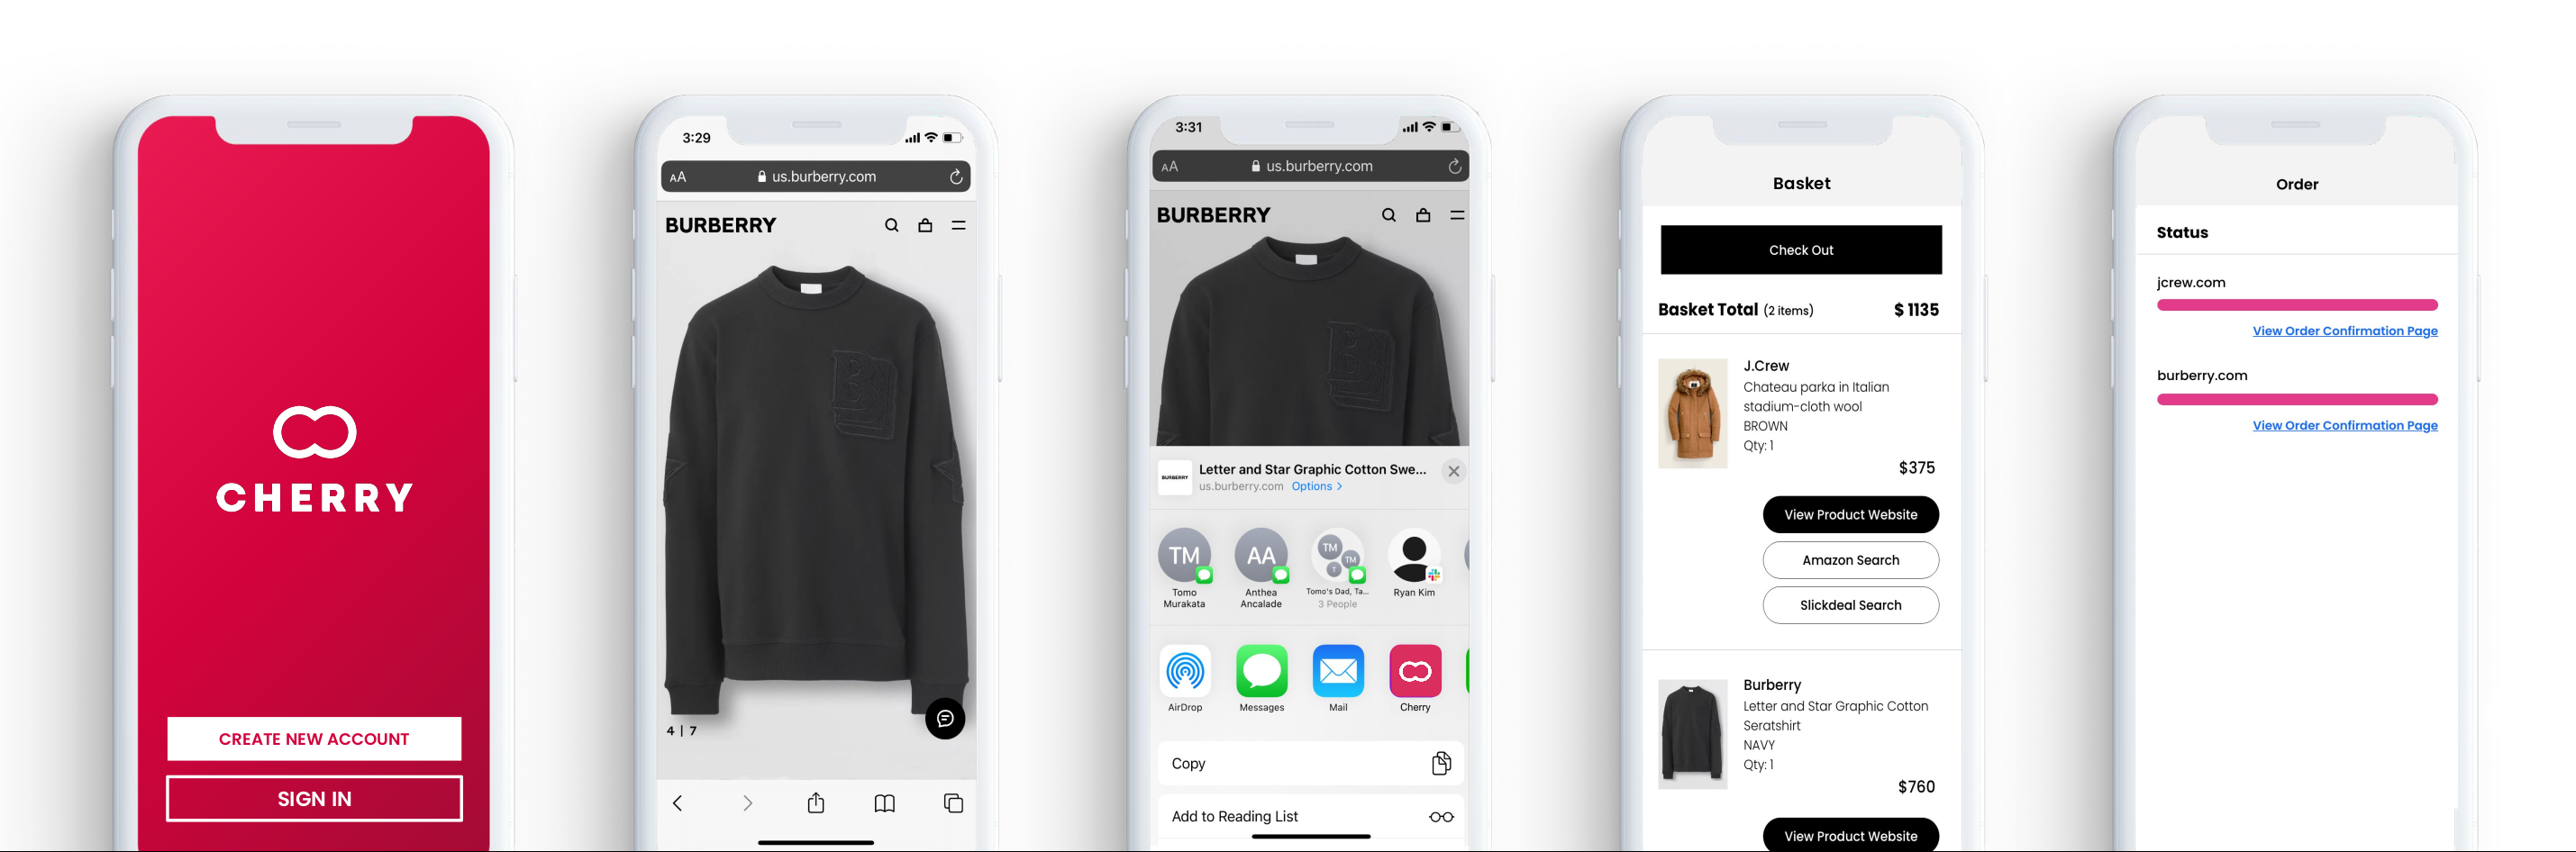 CHERRY
CREATE NEW ACCOUNT
SIGN IN
3:29
AA us.burberry.com
BURBERRY
4 | 7
3:31
AA us.burberry.com
BURBERRY
BURBERRY
Letter and Star Graphic Cotton Swe...
us.burberry.com Options >
TM AA TM TM T
Tomo
Murakata
Anthea
Ancalade
Tomo's Dad, Ta...
3 People
Ryan Kim
AirDrop
Messages
Mail
Cherry
Copy
Add to Reading List
Basket
Check Out
Basket Total (2 items) $ 1135
J.Crew
Chateau parka in Italian
stadium-cloth wool
BROWN
Qty: 1
$375
View Product Website
Amazon Search
Slickdeal Search
Burberry
Letter and Star Graphic Cotton
Seratshirt
NAVY
Qty: 1
$760
View Product Website
Order
Status
jcrew.com
View Order Confirmation Page
burberry.com
View Order Confirmation Page